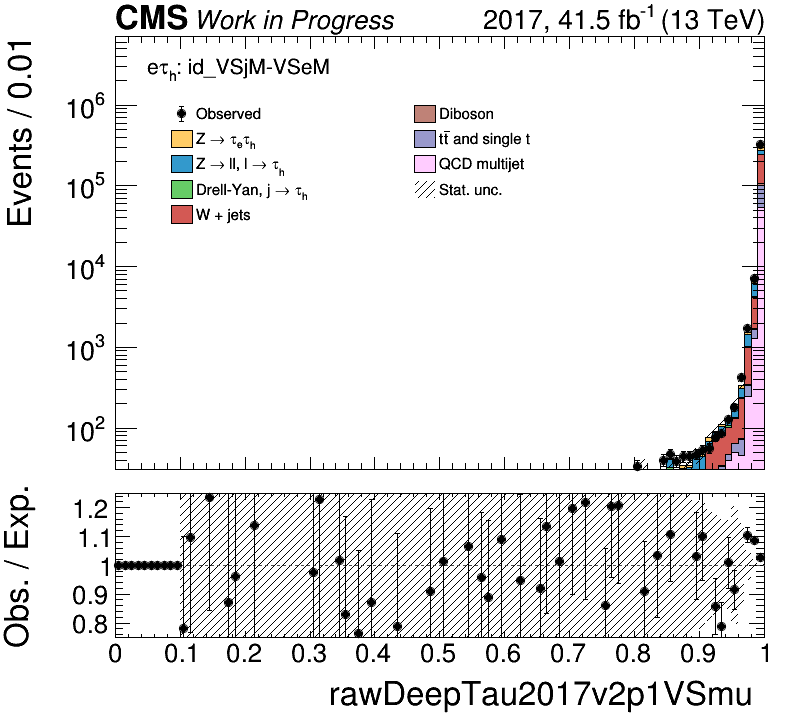 CMS Work in Progress 2017, 41.5 fb⁻¹ (13 TeV)
Events / 0.01
eτₕ: id_VSjM-VSeM
Observed
Z → τₑτₕ
Z → ll, l → τₕ
Drell-Yan, j → τₕ
W + jets
Diboson
tt̄ and single t
QCD multijet
Stat. unc.
10⁶
10⁵
10⁴
10³
10²
Obs. / Exp.
1.2
1.1
1
0.9
0.8
0 0.1 0.2 0.3 0.4 0.5 0.6 0.7 0.8 0.9 1
rawDeepTau2017v2p1VSmu